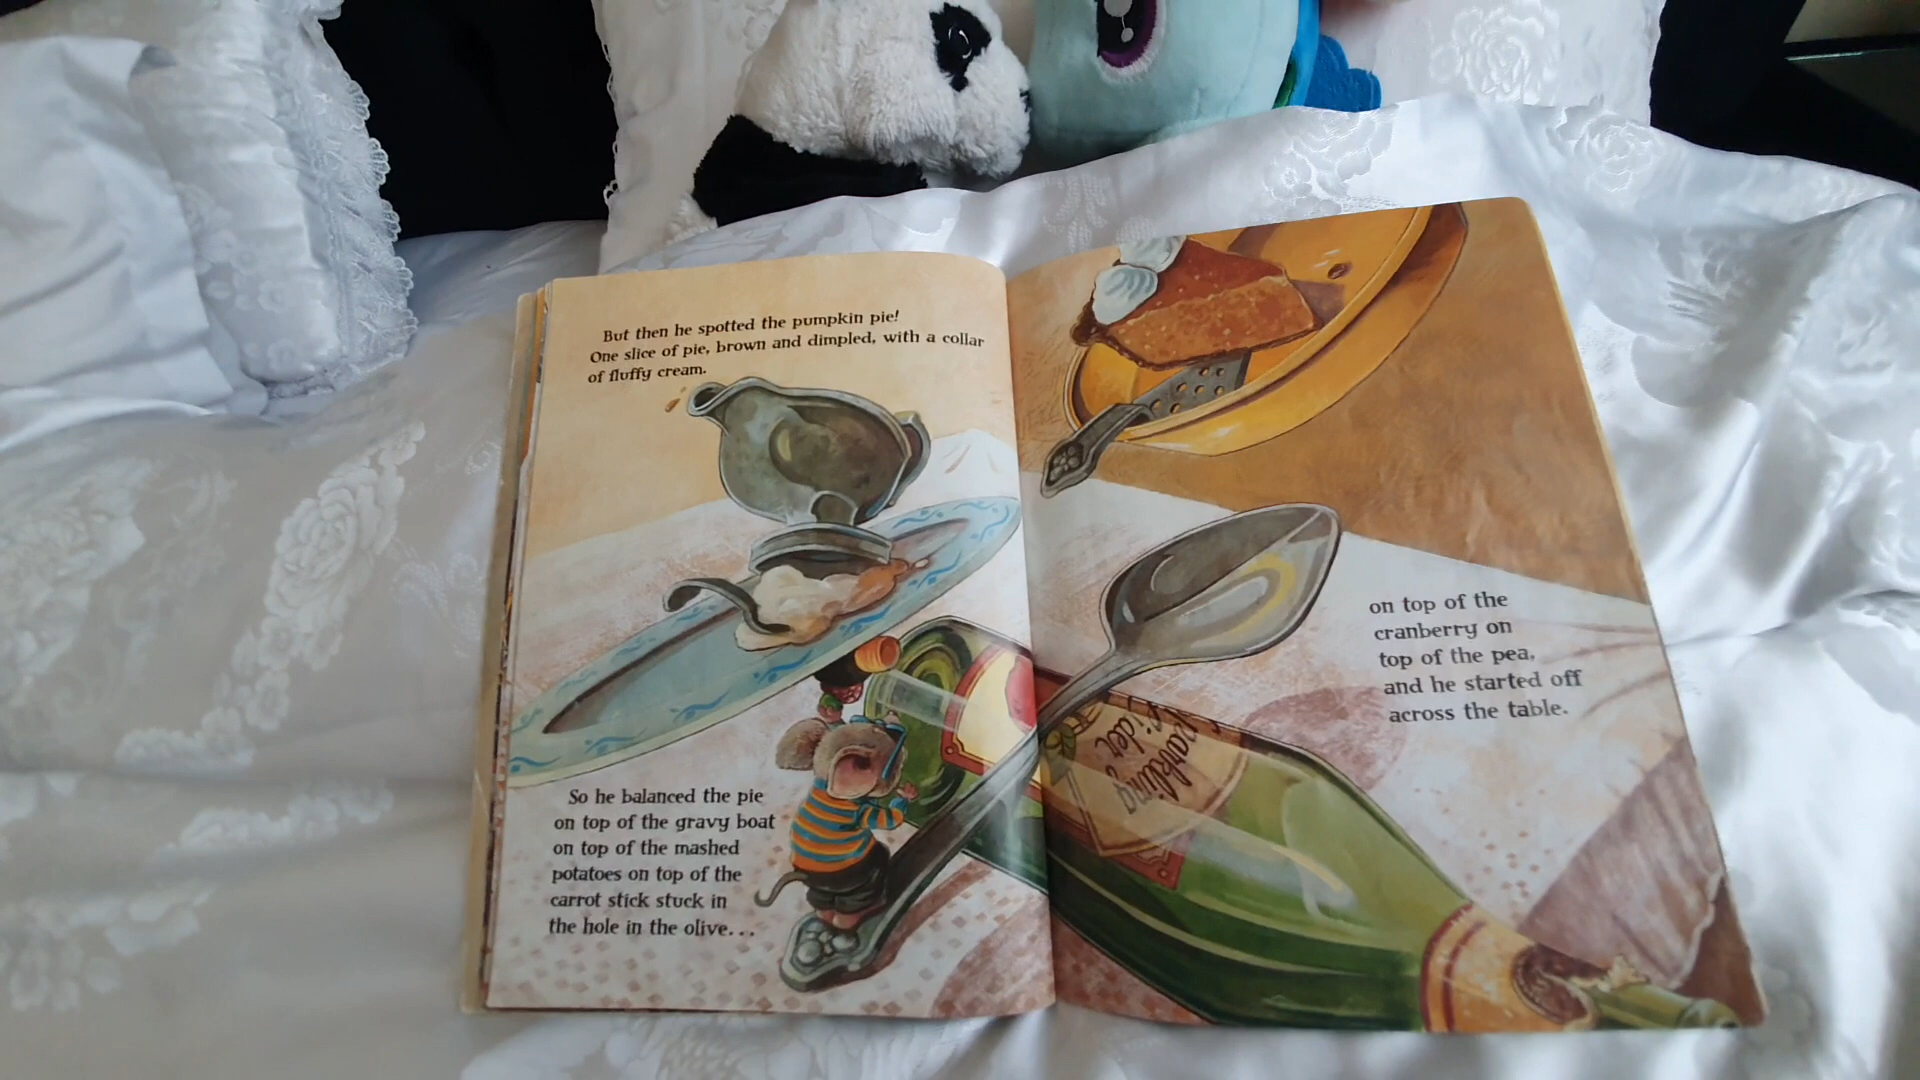 But then he spotted the pumpkin pie!
One slice of pie, brown and dimpled, with a collar
of fluffy cream.
So he balanced the pie
on top of the gravy boat
on top of the mashed
potatoes on top of the
carrot stick stuck in
the hole in the olive...
Sparkling
Cider
on top of the
cranberry on
top of the pea,
and he started off
across the table.